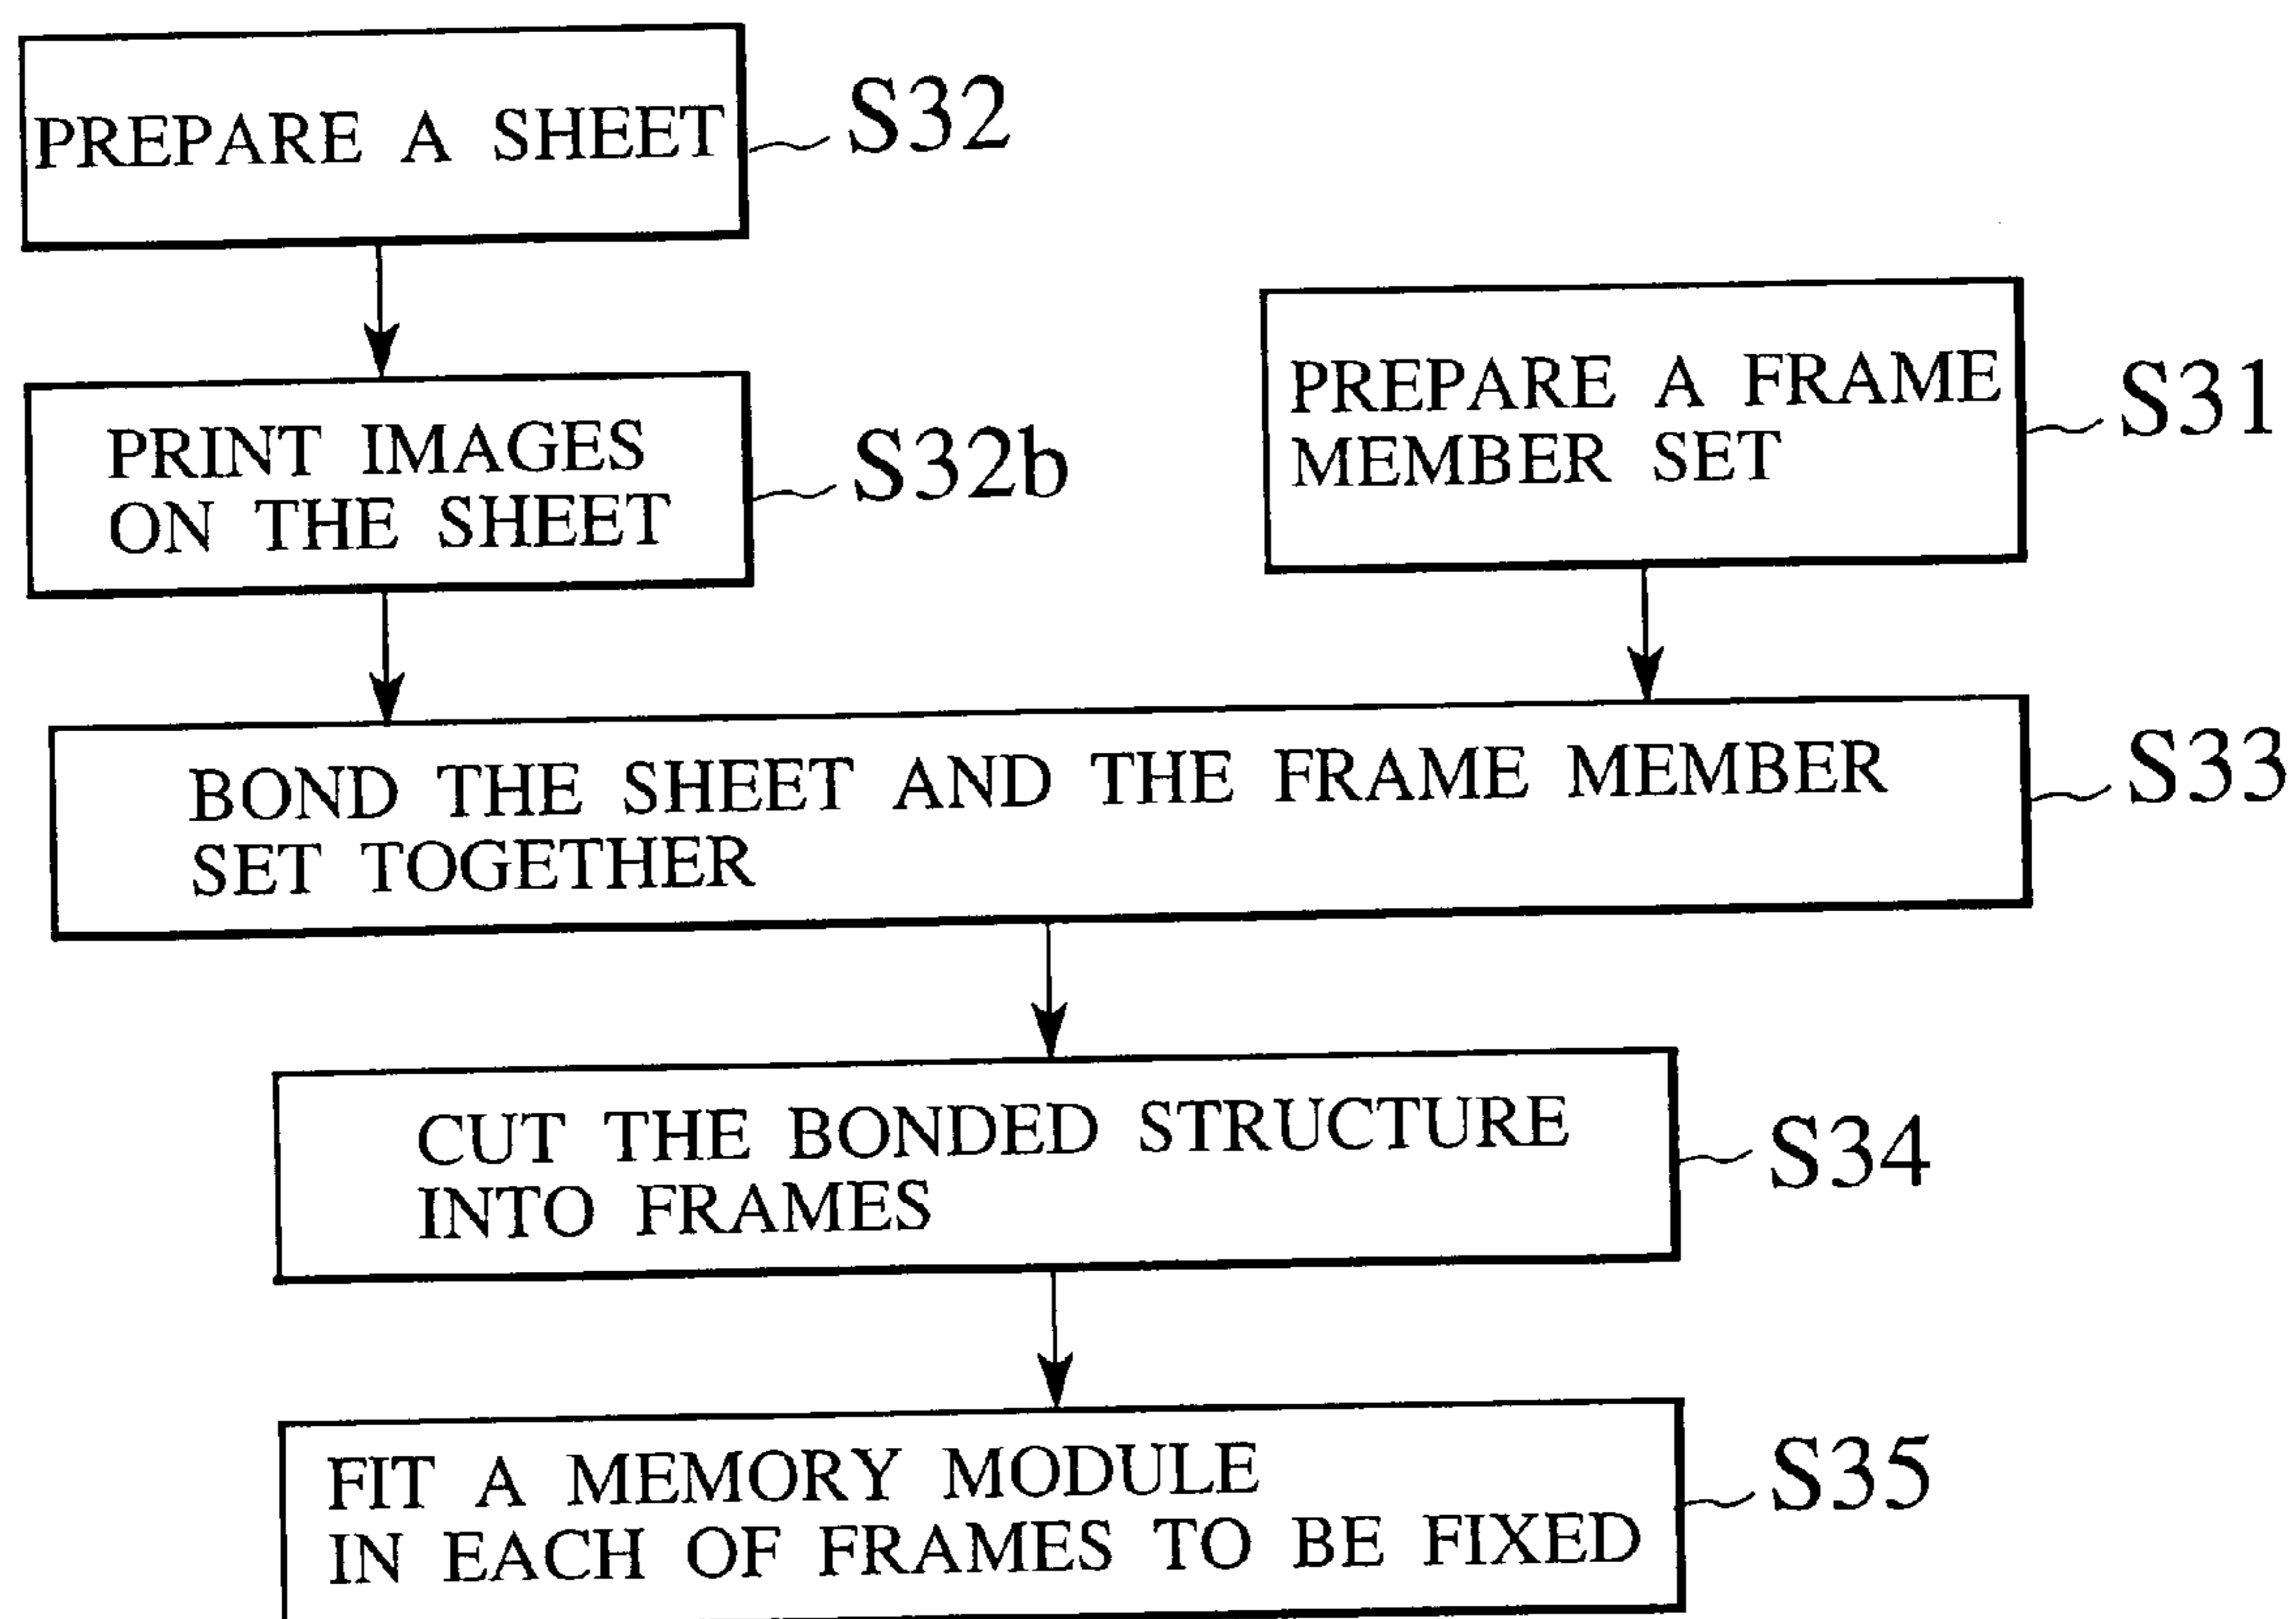 PREPARE A SHEET
S32
PRINT IMAGES
ON THE SHEET
S32b
PREPARE A FRAME
MEMBER SET
S31
BOND THE SHEET AND THE FRAME MEMBER
SET TOGETHER
S33
CUT THE BONDED STRUCTURE
INTO FRAMES
S34
FIT A MEMORY MODULE
IN EACH OF FRAMES TO BE FIXED
S35